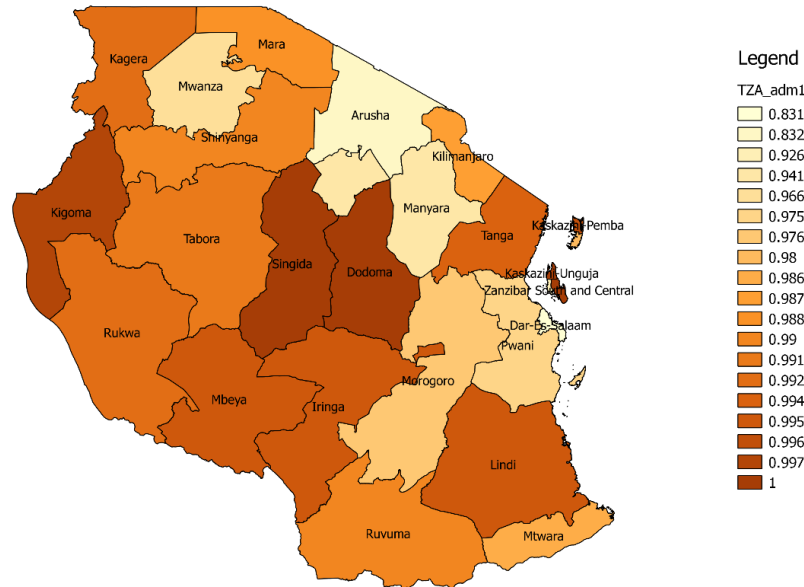 Mara
Kagera
Mwanza
Arusha
Shinyanga
Kilimanjaro
Kigoma
Manyara
Kaskazini-Pemba
Tabora
Tanga
Singida
Dodoma
Kaskazini-Unguja
Zanzibar South and Central
Rukwa
Dar-Es-Salaam
Pwani
Mbeya
Iringa
Morogoro
Lindi
Ruvuma
Mtwara
Legend
TZA_adm1
0.831
0.832
0.926
0.941
0.966
0.975
0.976
0.98
0.986
0.987
0.988
0.99
0.991
0.992
0.994
0.995
0.996
0.997
1